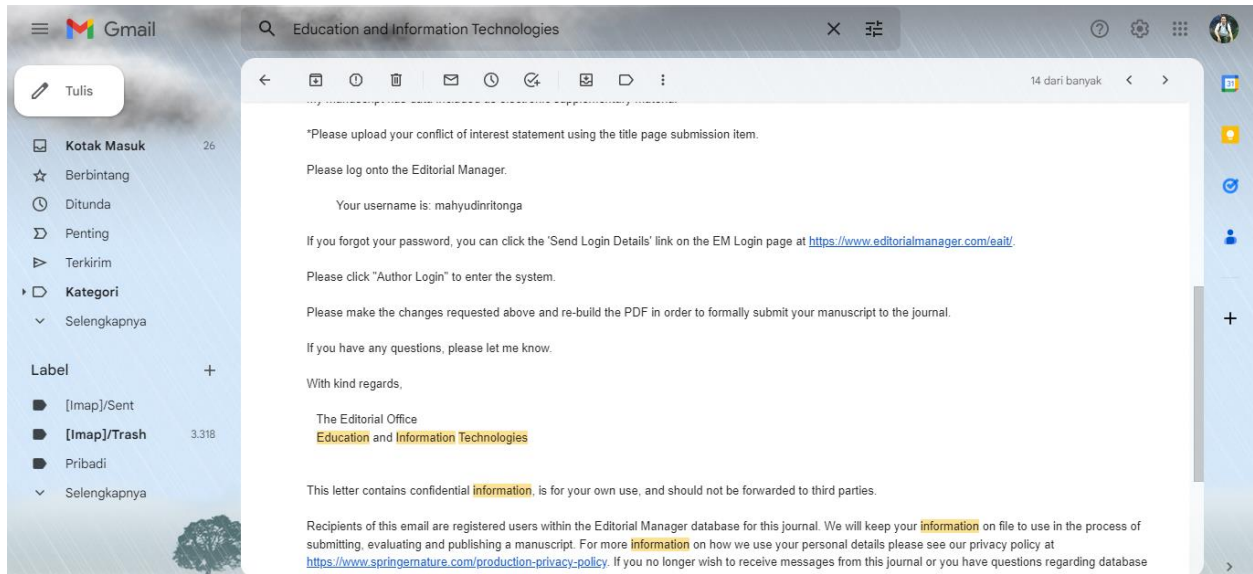 Gmail
Education and Information Technologies
Tulis
14 dari banyak
Kotak Masuk 26
Berbintang
Ditunda
Penting
Terkirim
Kategori
Selengkapnya
Label
[Imap]/Sent
[Imap]/Trash 3.318
Pribadi
Selengkapnya
My manuscript has data included as electronic supplementary material
*Please upload your conflict of interest statement using the title page submission item.
Please log onto the Editorial Manager.
Your username is: mahyudinritonga
If you forgot your password, you can click the 'Send Login Details' link on the EM Login page at https://www.editorialmanager.com/eait/.
Please click "Author Login" to enter the system.
Please make the changes requested above and re-build the PDF in order to formally submit your manuscript to the journal.
If you have any questions, please let me know.
With kind regards,
The Editorial Office
Education and Information Technologies
This letter contains confidential information, is for your own use, and should not be forwarded to third parties.
Recipients of this email are registered users within the Editorial Manager database for this journal. We will keep your information on file to use in the process of
submitting, evaluating and publishing a manuscript. For more information on how we use your personal details please see our privacy policy at
https://www.springernature.com/production-privacy-policy. If you no longer wish to receive messages from this journal or you have questions regarding database
31